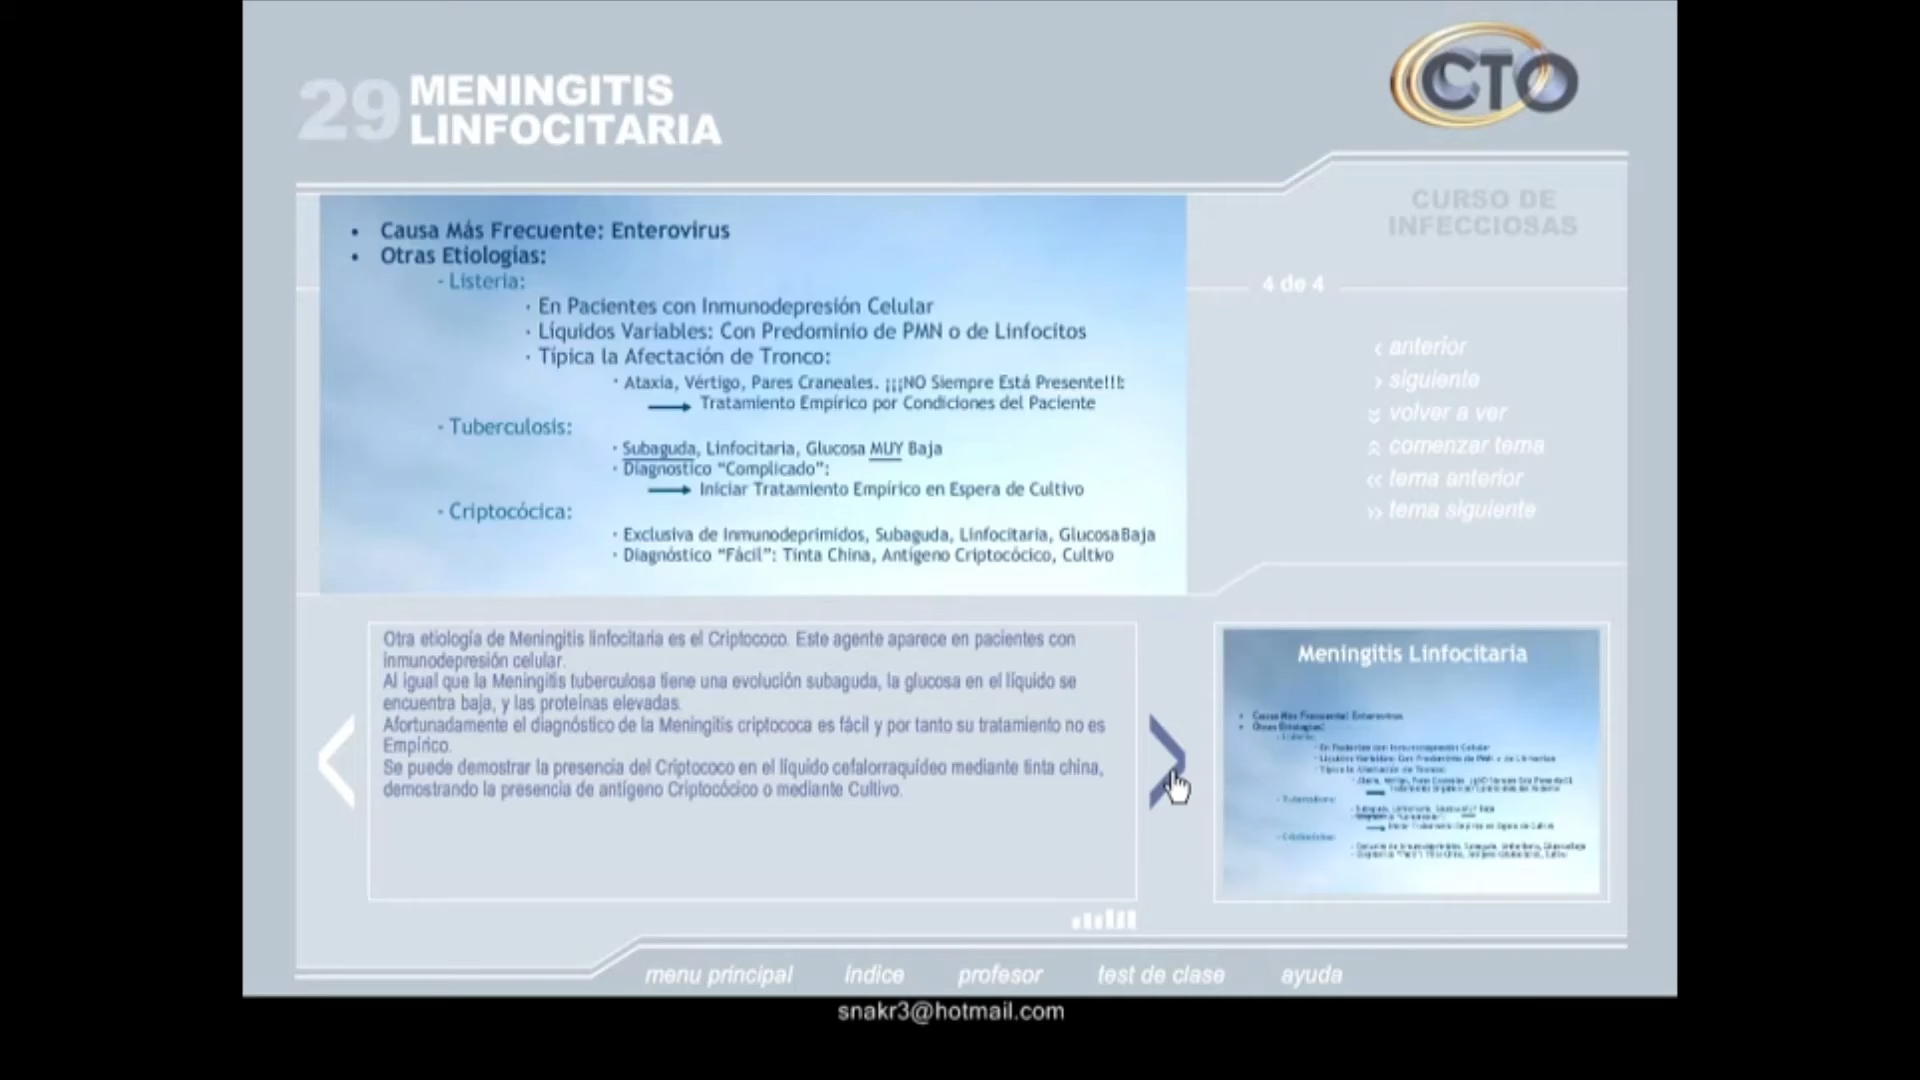 29 MENINGITIS
LINFOCITARIA
CTO
CURSO DE
INFECCIOSAS
4 de 4
• Causa Más Frecuente: Enterovirus
• Otras Etiologías:
- Listeria:
· En Pacientes con Inmunodepresión Celular
· Líquidos Variables: Con Predominio de PMN o de Linfocitos
· Típica la Afectación de Tronco:
· Ataxia, Vértigo, Pares Craneales. ¡¡¡NO Siempre Está Presente!!!:
→ Tratamiento Empírico por Condiciones del Paciente
- Tuberculosis:
· Subaguda, Linfocitaria, Glucosa MUY Baja
· Diagnostico “Complicado”:
→ Iniciar Tratamiento Empírico en Espera de Cultivo
- Criptocócica:
· Exclusiva de Inmunodeprimidos, Subaguda, Linfocitaria, Glucosa Baja
· Diagnóstico “Fácil”: Tinta China, Antígeno Criptocócico, Cultivo
‹ anterior
› siguiente
volver a ver
comenzar tema
‹‹ tema anterior
›› tema siguiente
Otra etiología de Meningitis linfocitaria es el Criptococo. Este agente aparece en pacientes con
inmunodepresión celular.
Al igual que la Meningitis tuberculosa tiene una evolución subaguda, la glucosa en el líquido se
encuentra baja, y las proteínas elevadas.
Afortunadamente el diagnóstico de la Meningitis criptococa es fácil y por tanto su tratamiento no es
Empírico.
Se puede demostrar la presencia del Criptococo en el líquido cefalorraquídeo mediante tinta china,
demostrando la presencia de antígeno Criptocócico o mediante Cultivo.
Meningitis Linfocitaria
• Causa Más Frecuente: Enterovirus
• Otras Etiologías:
menu principal índice profesor test de clase ayuda
snakr3@hotmail.com